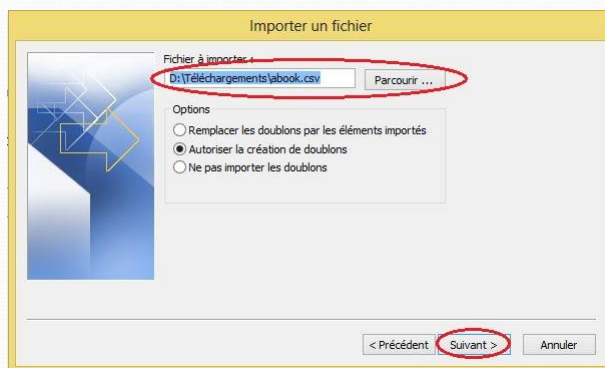 Importer un fichier
Fichier à importer :
D:\Téléchargements\abook.csv
Parcourir ...
Options
Remplacer les doublons par les éléments importés
Autoriser la création de doublons
Ne pas importer les doublons
< Précédent Suivant > Annuler